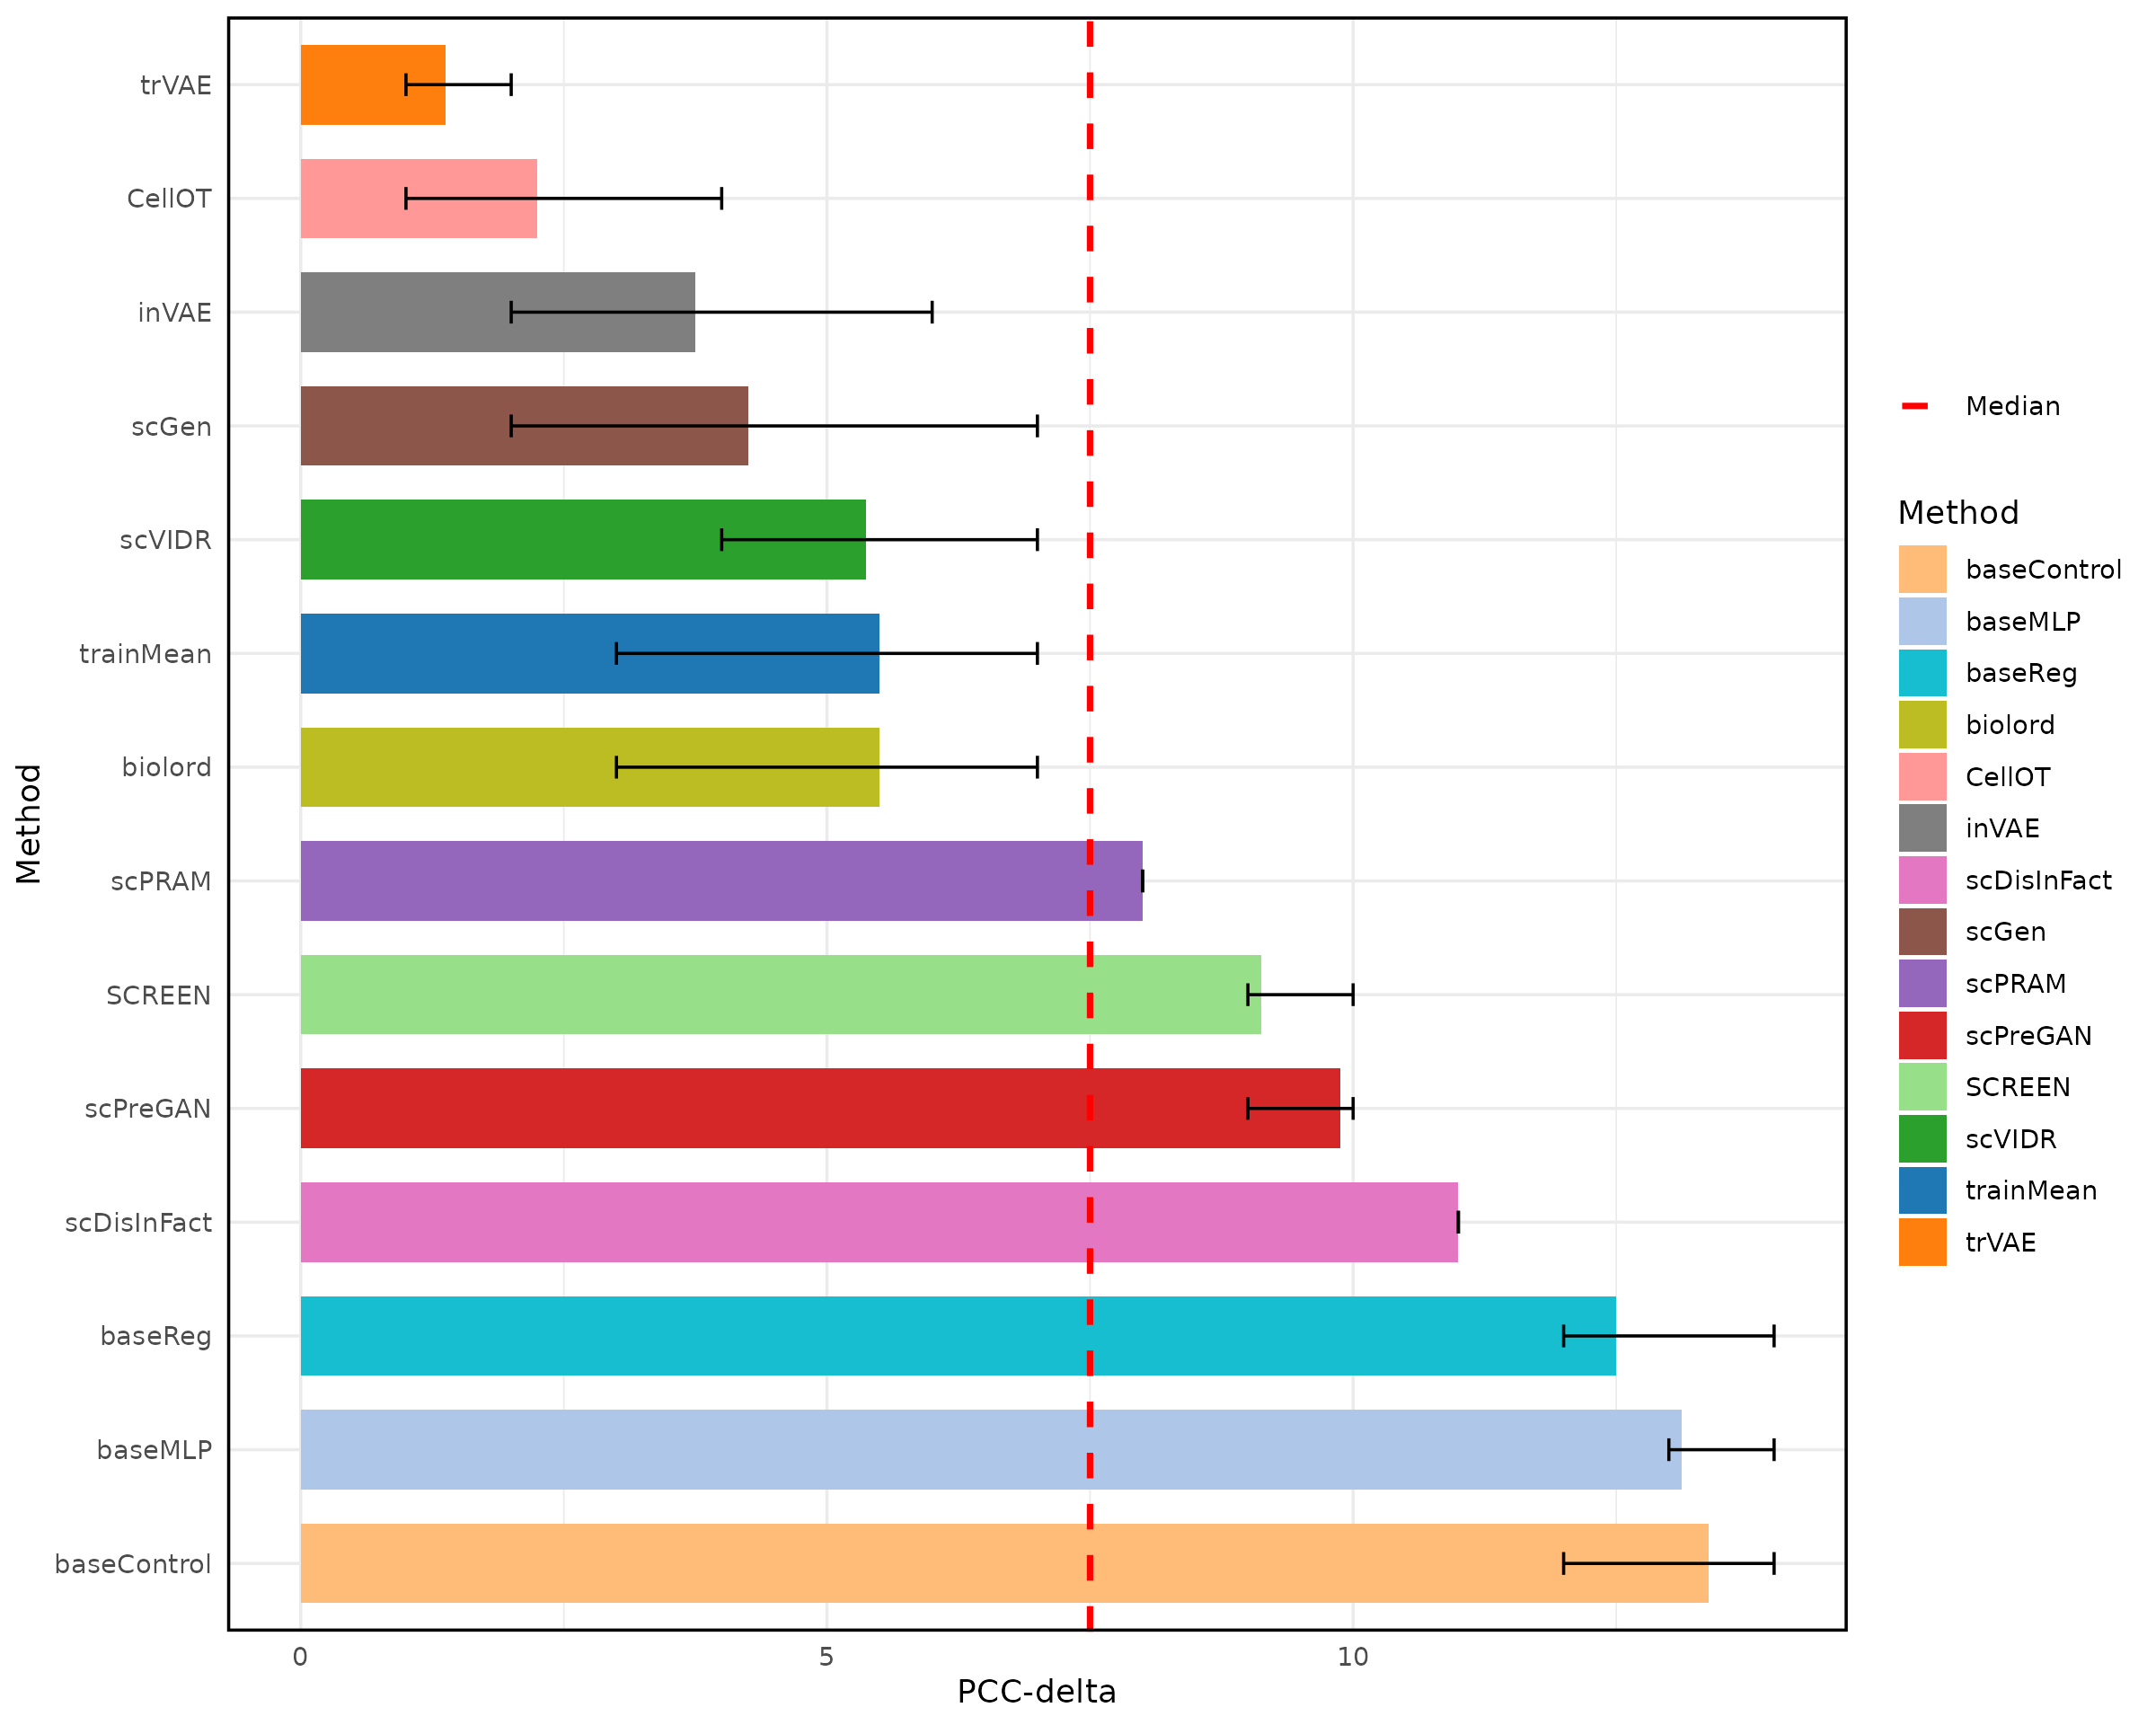 trVAE
CellOT
inVAE
scGen
scVIDR
trainMean
biolord
scPRAM
SCREEN
scPreGAN
scDisInFact
baseReg
baseMLP
baseControl
Method
0 5 10
PCC-delta
Median
Method
baseControl
baseMLP
baseReg
biolord
CellOT
inVAE
scDisInFact
scGen
scPRAM
scPreGAN
SCREEN
scVIDR
trainMean
trVAE